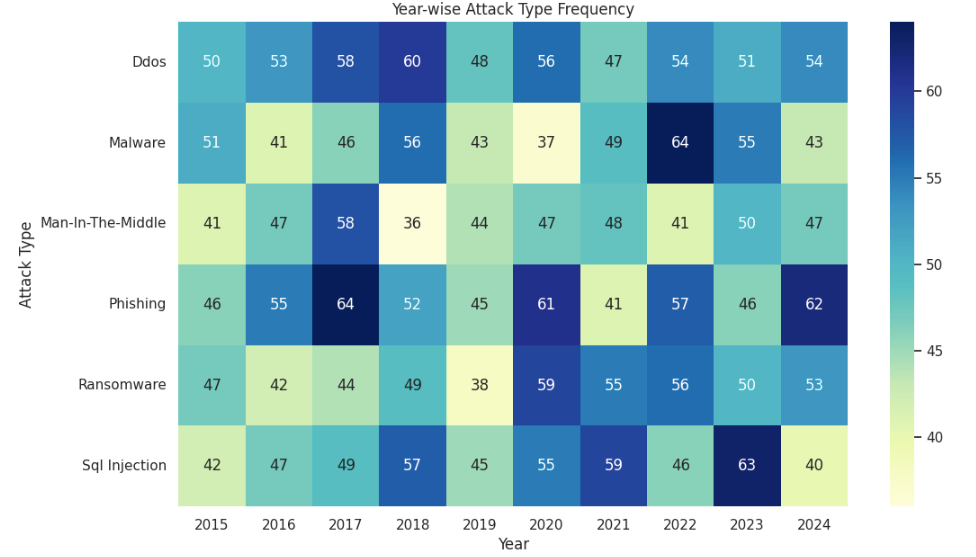 Year-wise Attack Type Frequency
Ddos 50 53 58 60 48 56 47 54 51 54
Malware 51 41 46 56 43 37 49 64 55 43
Man-In-The-Middle 41 47 58 36 44 47 48 41 50 47
Phishing 46 55 64 52 45 61 41 57 46 62
Ransomware 47 42 44 49 38 59 55 56 50 53
Sql Injection 42 47 49 57 45 55 59 46 63 40
2015 2016 2017 2018 2019 2020 2021 2022 2023 2024
Year
Attack Type
60
55
50
45
40